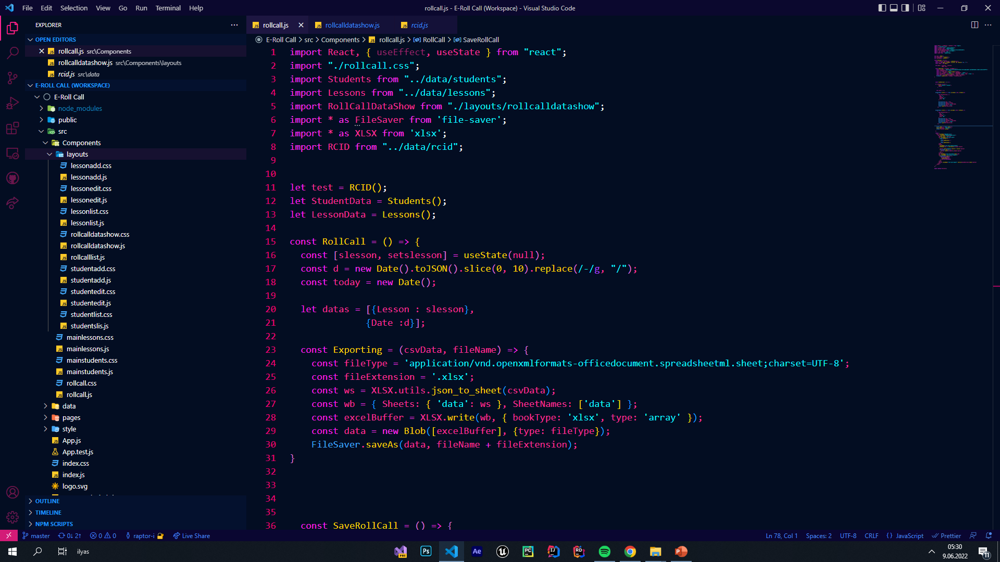 File Edit Selection View Go Run Terminal Help
rollcall.js - E-Roll Call (Workspace) - Visual Studio Code
EXPLORER
OPEN EDITORS
rollcall.js src\Components
rollcalldatashow.js src\Components\layouts
rcid.js src\data
E-ROLL CALL (WORKSPACE)
E-Roll Call
node_modules
public
src
Components
layouts
lessonadd.css
lessonadd.js
lessonedit.css
lessonedit.js
lessonlist.css
lessonlist.js
rollcalldatashow.css
rollcalldatashow.js
rollcalllist.js
studentadd.css
studentadd.js
studentedit.css
studentedit.js
studentlist.css
studentslis.js
mainlessons.css
mainlessons.js
mainstudents.css
mainstudents.js
rollcall.css
rollcall.js
data
pages
style
App.js
App.test.js
index.css
index.js
logo.svg
OUTLINE
TIMELINE
NPM SCRIPTS
rollcall.js rollcalldatashow.js rcid.js
E-Roll Call > src > Components > rollcall.js > RollCall > SaveRollCall
1 import React, { useEffect, useState } from "react";
2 import "./rollcall.css";
3 import Students from "../data/students";
4 import Lessons from "../data/lessons";
5 import RollCallDataShow from "./layouts/rollcalldatashow";
6 import * as FileSaver from 'file-saver';
7 import * as XLSX from 'xlsx';
8 import RCID from "../data/rcid";
9
10
11 let test = RCID();
12 let StudentData = Students();
13 let LessonData = Lessons();
14
15 const RollCall = () => {
16 const [slesson, setslesson] = useState(null);
17 const d = new Date().toJSON().slice(0, 10).replace(/-/g, "/");
18 const today = new Date();
19
20 let datas = [{Lesson : slesson},
21 {Date :d}];
22
23 const Exporting = (csvData, fileName) => {
24 const fileType = 'application/vnd.openxmlformats-officedocument.spreadsheetml.sheet;charset=UTF-8';
25 const fileExtension = '.xlsx';
26 const ws = XLSX.utils.json_to_sheet(csvData);
27 const wb = { Sheets: { 'data': ws }, SheetNames: ['data'] };
28 const excelBuffer = XLSX.write(wb, { bookType: 'xlsx', type: 'array' });
29 const data = new Blob([excelBuffer], {type: fileType});
30 FileSaver.saveAs(data, fileName + fileExtension);
31 }
32
33
34
35
36 const SaveRollCall = () => {
master 0↓ 2↑ 0 0 raptor-i Live Share
Ln 78, Col 1 Spaces: 2 UTF-8 CRLF {} JavaScript Prettier
ilyas
PRE Ps Ae PC IJ RD P
05:30
9.06.2022
11